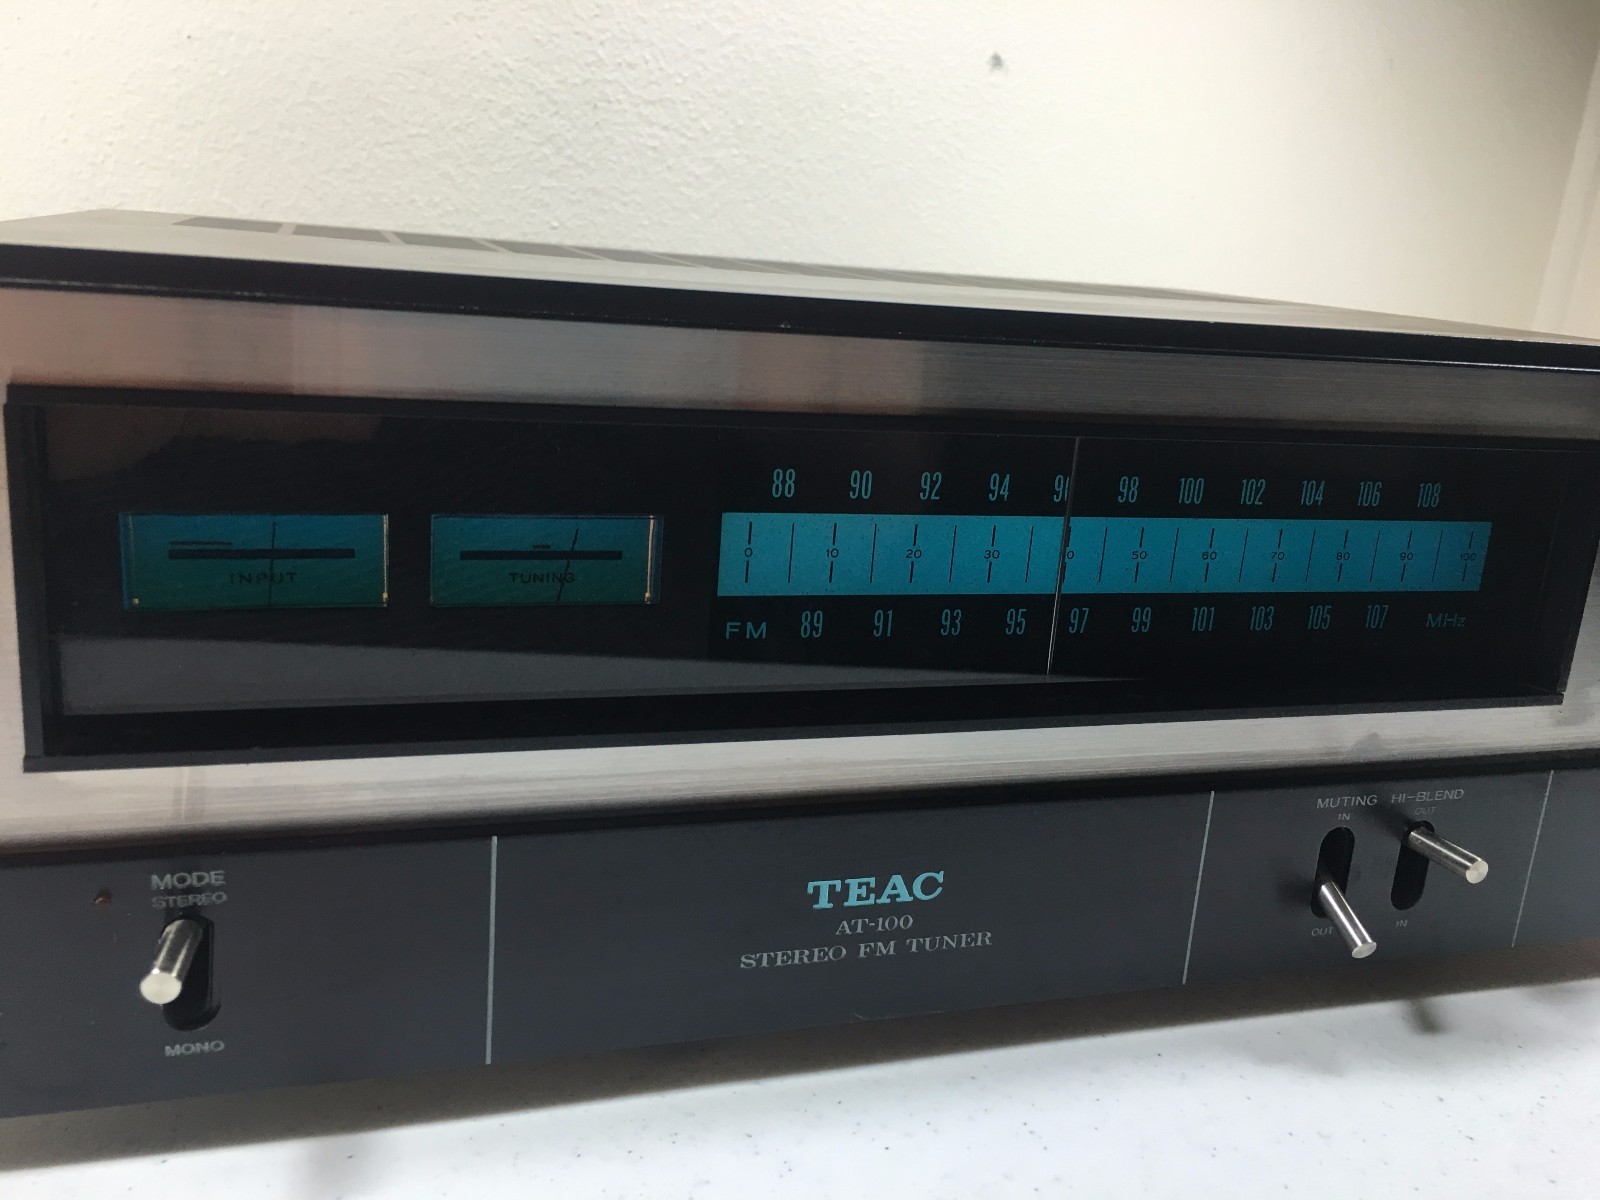 88 90 92 94 96 98 100 102 104 106 108
INPUT
TUNING
0 10 20 30 50 60 70 80 90 100
FM 89 91 93 95 97 99 101 103 105 107 MHz
MODE
STEREO
MONO
TEAC
AT-100
STEREO FM TUNER
MUTING HI-BLEND
IN OUT
OUT IN